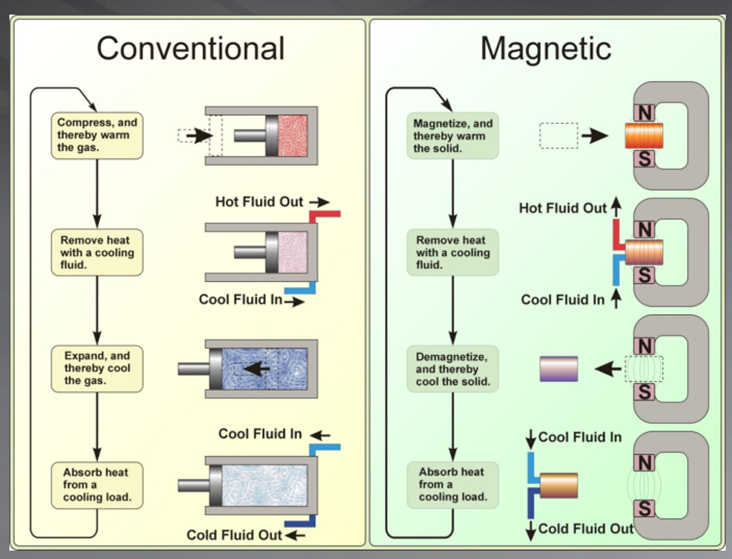 Conventional
Compress, and
thereby warm
the gas.
Hot Fluid Out
Remove heat
with a cooling
fluid.
Cool Fluid In
Expand, and
thereby cool
the gas.
Cool Fluid In
Absorb heat
from a
cooling load.
Cold Fluid Out
Magnetic
Magnetize, and
thereby warm
the solid.
N
S
Hot Fluid Out
Remove heat
with a cooling
fluid.
N
S
Cool Fluid In
Demagnetize,
and thereby
cool the solid.
N
S
Cool Fluid In
Absorb heat
from a
cooling load.
N
S
Cold Fluid Out